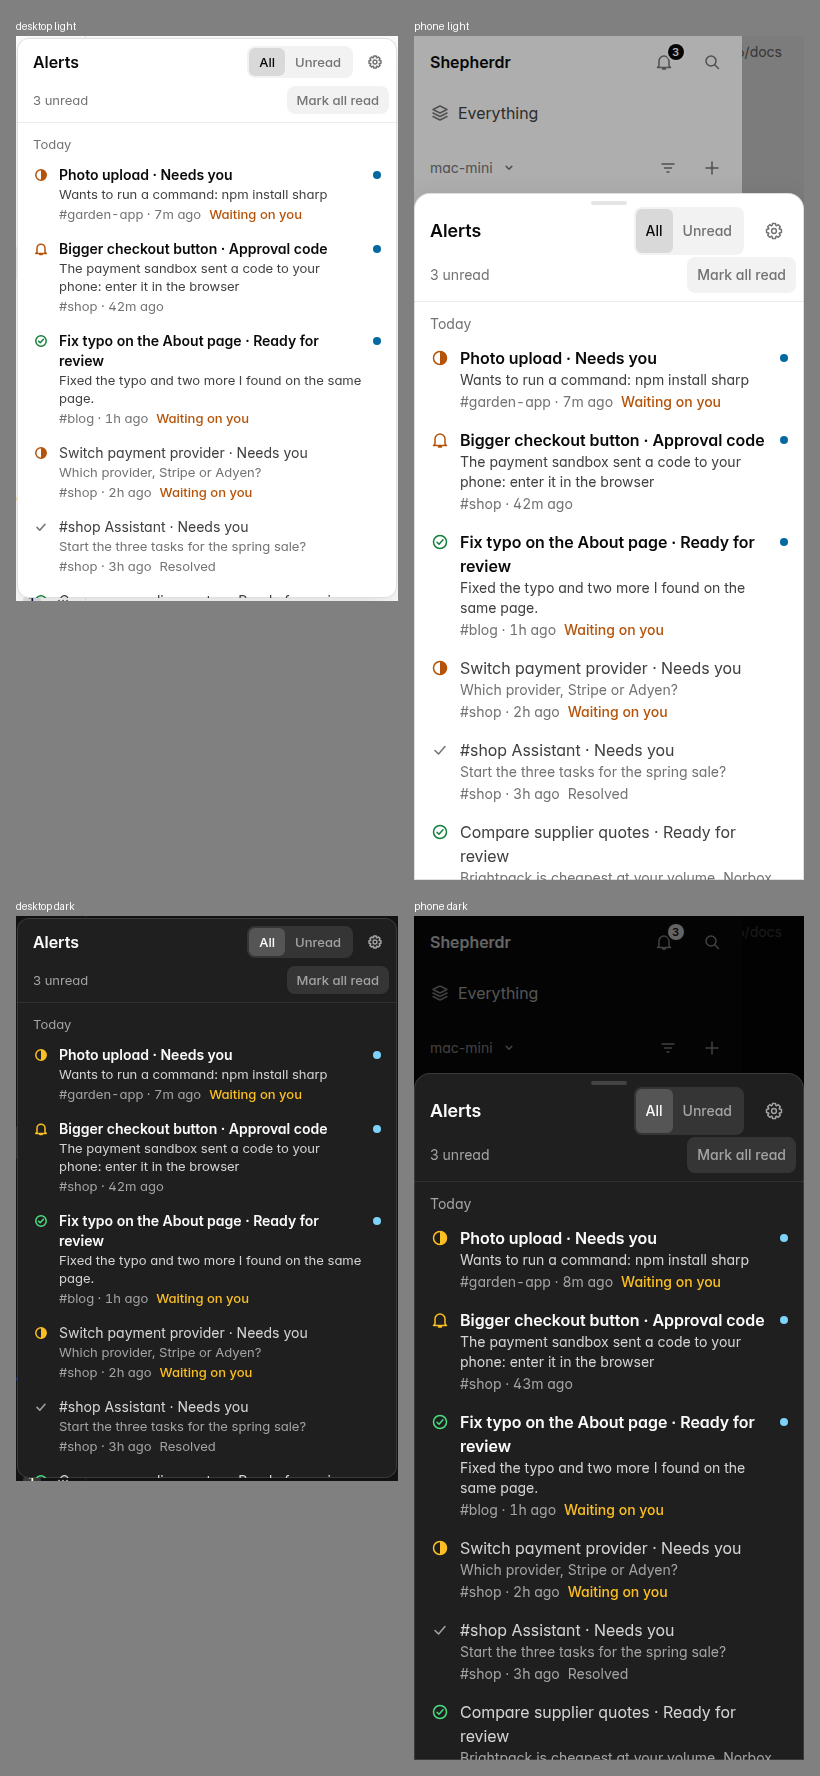 desktop light
Alerts
All
Unread
3 unread
Mark all read
Today
Photo upload · Needs you
Wants to run a command: npm install sharp
#garden-app · 7m ago Waiting on you
Bigger checkout button · Approval code
The payment sandbox sent a code to your
phone: enter it in the browser
#shop · 42m ago
Fix typo on the About page · Ready for
review
Fixed the typo and two more I found on the same
page.
#blog · 1h ago Waiting on you
Switch payment provider · Needs you
Which provider, Stripe or Adyen?
#shop · 2h ago Waiting on you
#shop Assistant · Needs you
Start the three tasks for the spring sale?
#shop · 3h ago Resolved
phone light
Shepherdr
3
/docs
Everything
mac-mini
Alerts
All
Unread
3 unread
Mark all read
Today
Photo upload · Needs you
Wants to run a command: npm install sharp
#garden-app · 7m ago Waiting on you
Bigger checkout button · Approval code
The payment sandbox sent a code to your
phone: enter it in the browser
#shop · 42m ago
Fix typo on the About page · Ready for
review
Fixed the typo and two more I found on the
same page.
#blog · 1h ago Waiting on you
Switch payment provider · Needs you
Which provider, Stripe or Adyen?
#shop · 2h ago Waiting on you
#shop Assistant · Needs you
Start the three tasks for the spring sale?
#shop · 3h ago Resolved
Compare supplier quotes · Ready for
review
Brightpack is cheapest at your volume, Norbox
desktop dark
Alerts
All
Unread
3 unread
Mark all read
Today
Photo upload · Needs you
Wants to run a command: npm install sharp
#garden-app · 7m ago Waiting on you
Bigger checkout button · Approval code
The payment sandbox sent a code to your
phone: enter it in the browser
#shop · 42m ago
Fix typo on the About page · Ready for
review
Fixed the typo and two more I found on the same
page.
#blog · 1h ago Waiting on you
Switch payment provider · Needs you
Which provider, Stripe or Adyen?
#shop · 2h ago Waiting on you
#shop Assistant · Needs you
Start the three tasks for the spring sale?
#shop · 3h ago Resolved
phone dark
Shepherdr
3
/docs
Everything
mac-mini
Alerts
All
Unread
3 unread
Mark all read
Today
Photo upload · Needs you
Wants to run a command: npm install sharp
#garden-app · 8m ago Waiting on you
Bigger checkout button · Approval code
The payment sandbox sent a code to your
phone: enter it in the browser
#shop · 43m ago
Fix typo on the About page · Ready for
review
Fixed the typo and two more I found on the
same page.
#blog · 1h ago Waiting on you
Switch payment provider · Needs you
Which provider, Stripe or Adyen?
#shop · 2h ago Waiting on you
#shop Assistant · Needs you
Start the three tasks for the spring sale?
#shop · 3h ago Resolved
Compare supplier quotes · Ready for
review
Brightpack is cheapest at your volume, Norbox